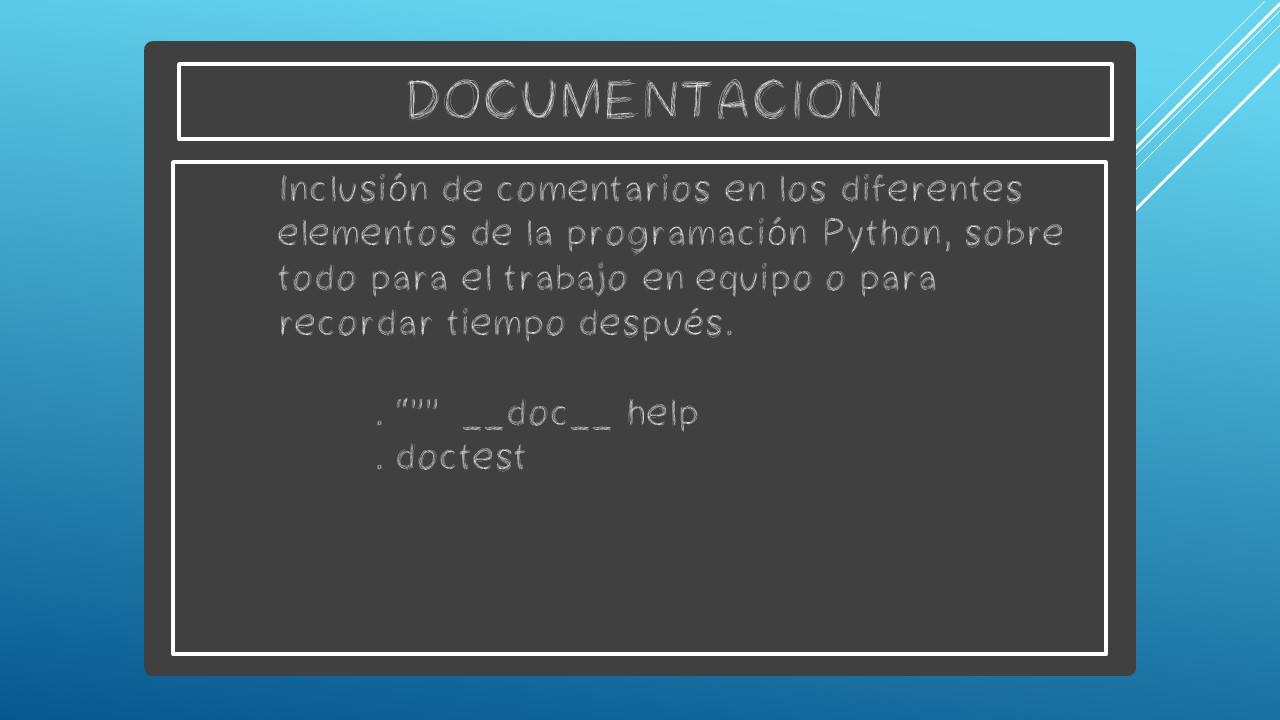 DOCUMENTACION
Inclusión de comentarios en los diferentes
elementos de la programación Python, sobre
todo para el trabajo en equipo o para
recordar tiempo después.
. “”” __doc__ help
. doctest